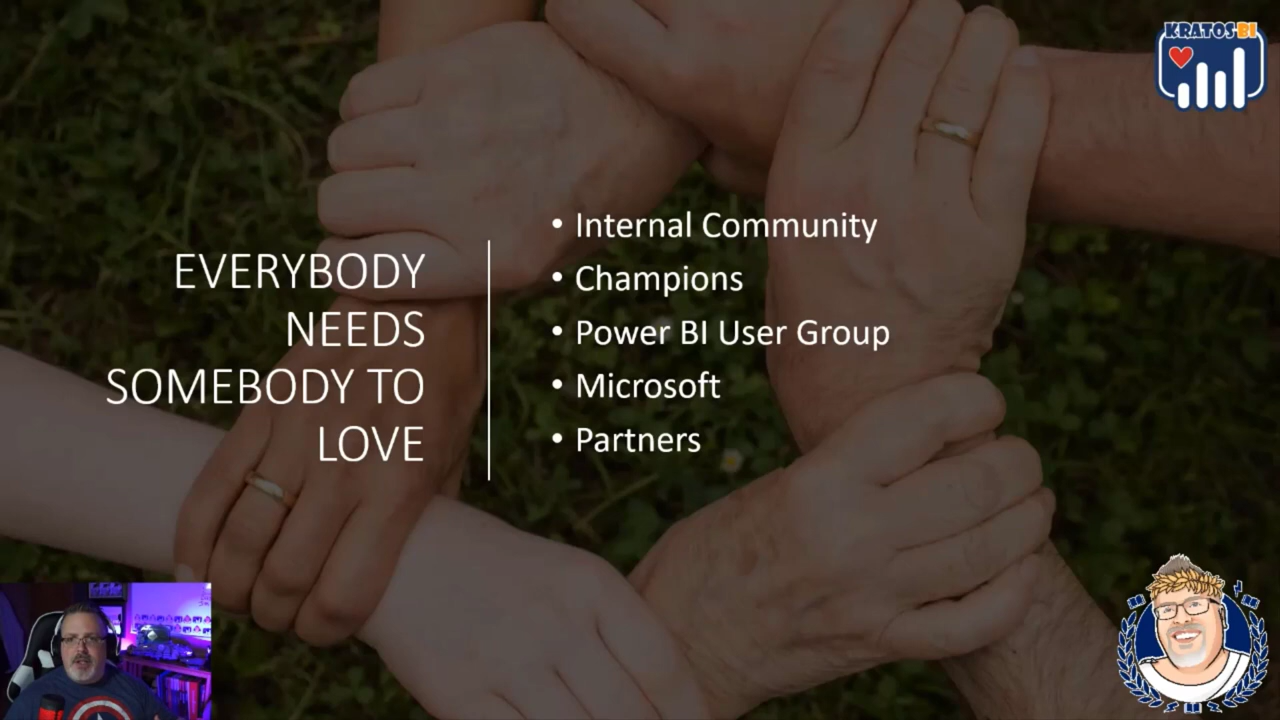 KRATOS BI
EVERYBODY
NEEDS
SOMEBODY TO
LOVE
• Internal Community
• Champions
• Power BI User Group
• Microsoft
• Partners